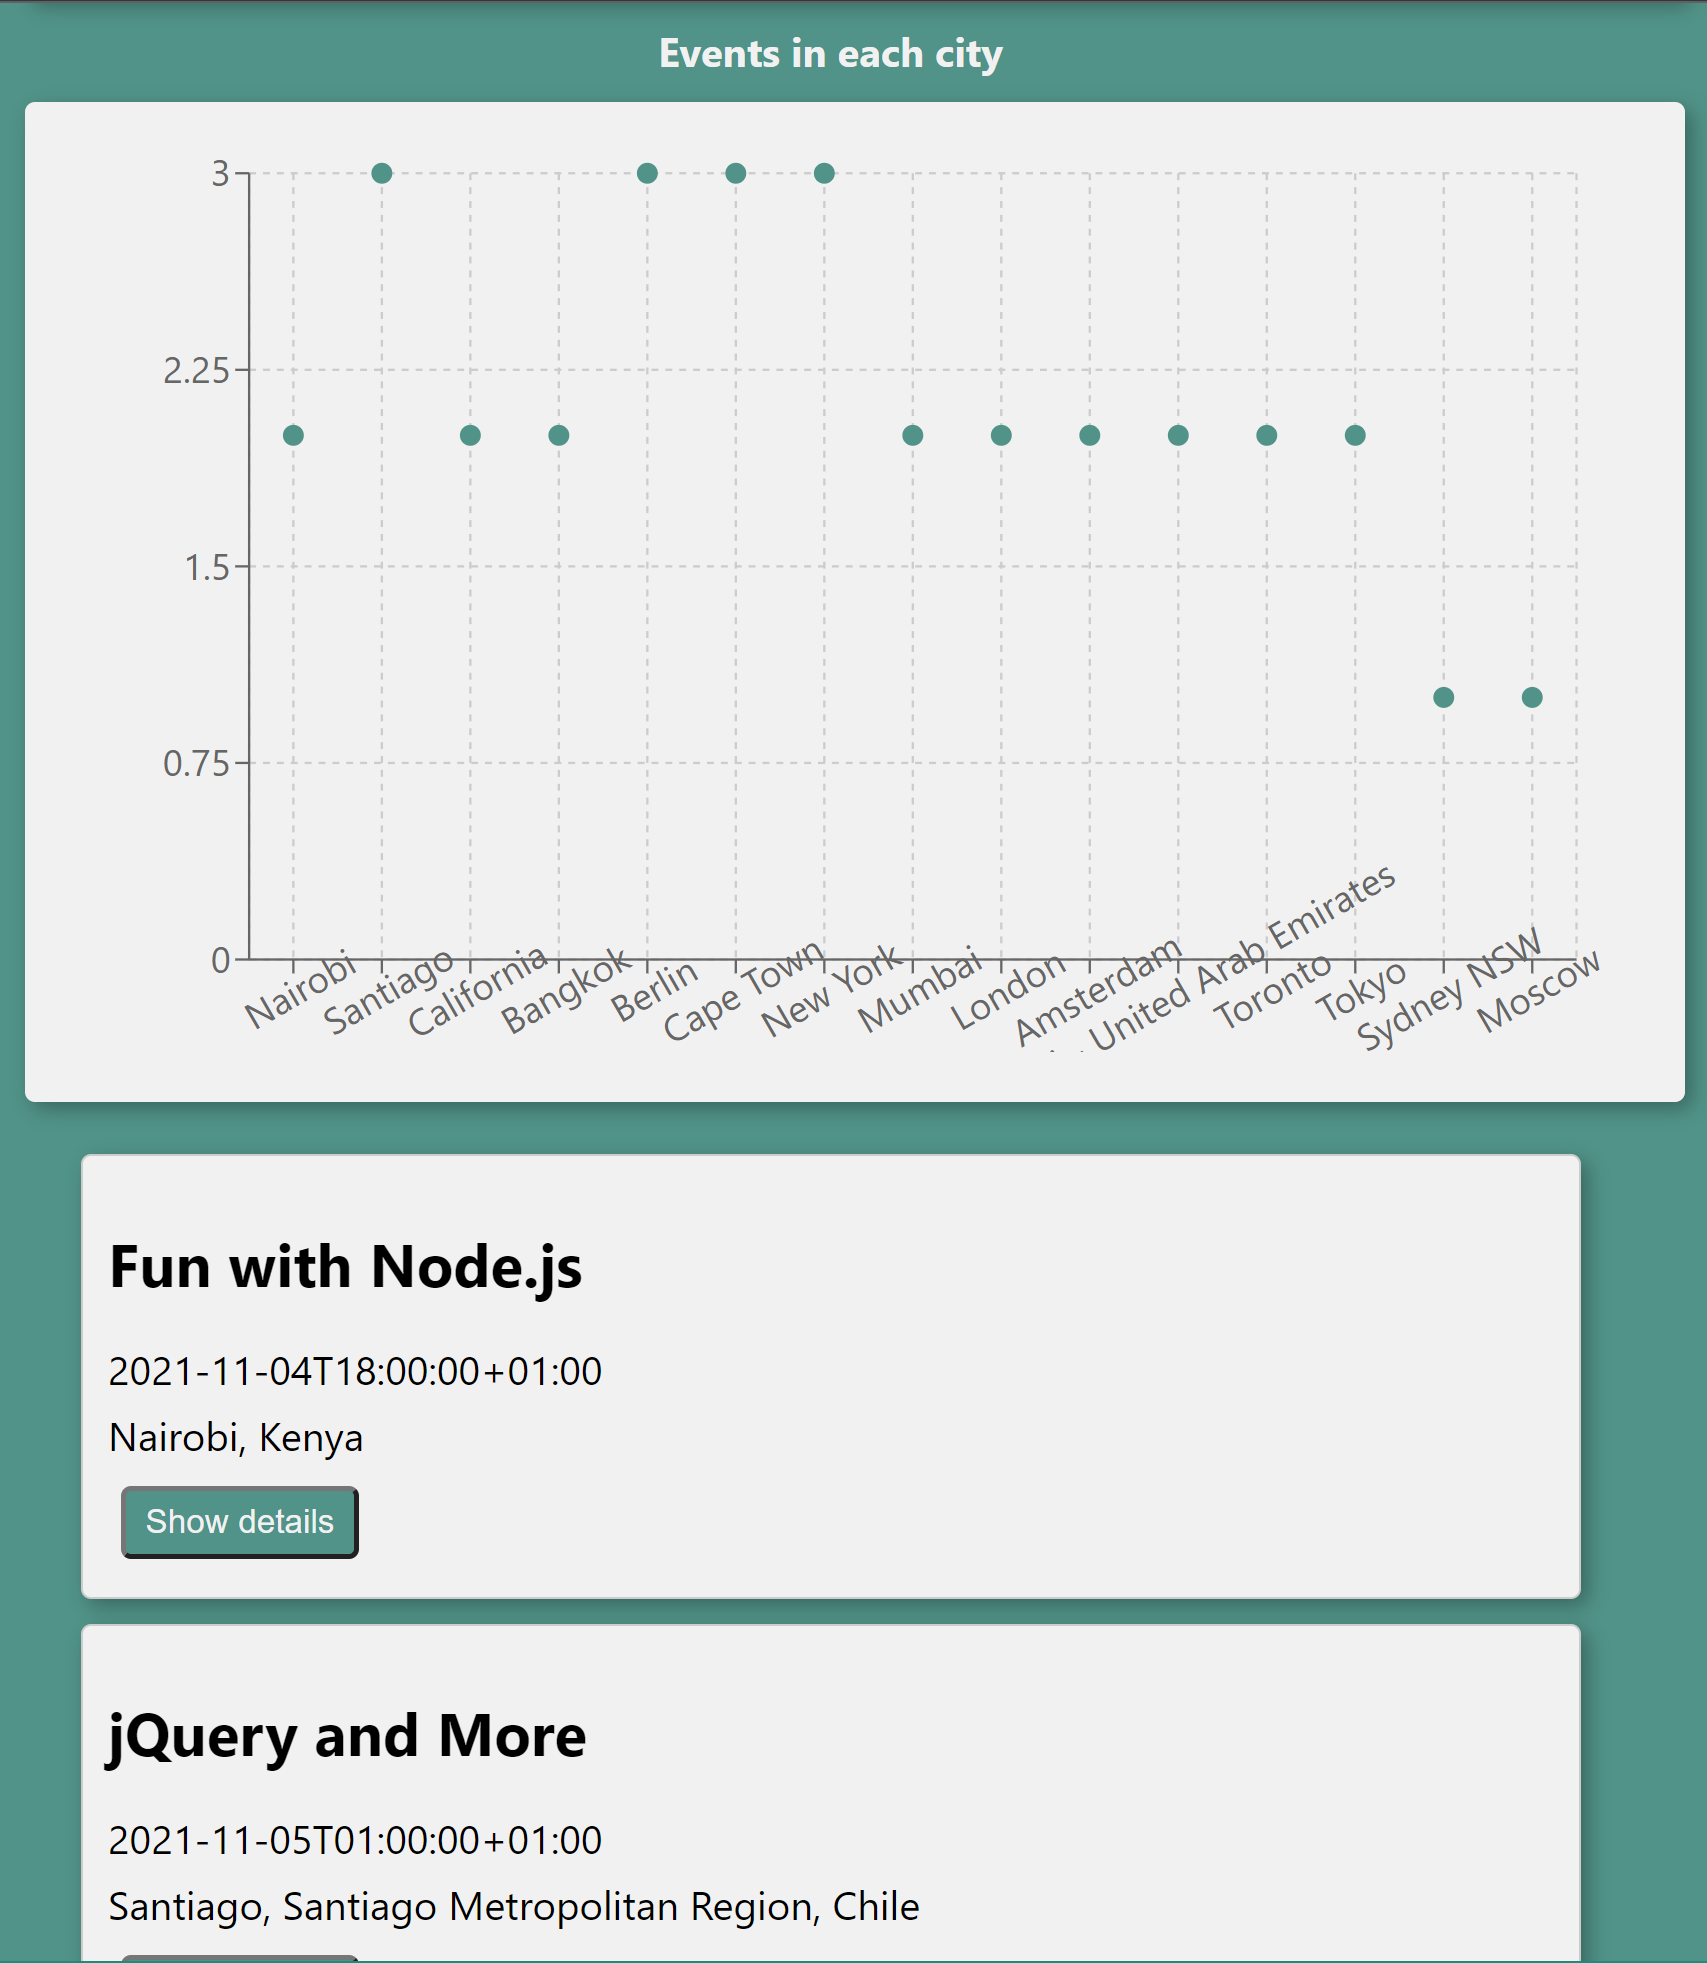 Events in each city
3
2.25
1.5
0.75
0
Nairobi
Santiago
California
Bangkok
Berlin
Cape Town
New York
Mumbai
London
Amsterdam
United Arab Emirates
Toronto
Tokyo
Sydney NSW
Moscow
Fun with Node.js
2021-11-04T18:00:00+01:00
Nairobi, Kenya
Show details
jQuery and More
2021-11-05T01:00:00+01:00
Santiago, Santiago Metropolitan Region, Chile